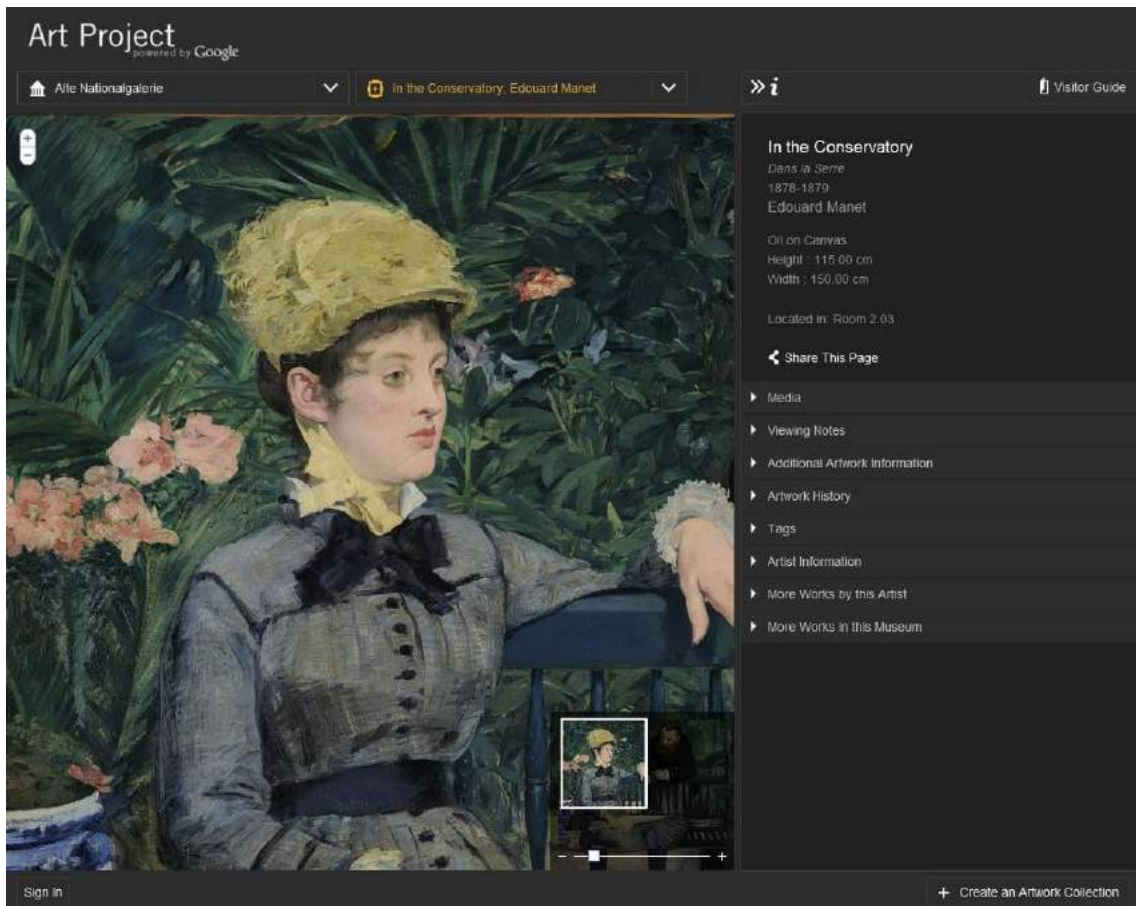 Art Project
powered by Google
Alte Nationalgalerie
In the Conservatory, Edouard Manet
i
Visitor Guide
In the Conservatory
Dans la Serre
1878-1879
Edouard Manet
Oil on Canvas
Height : 115.00 cm
Width : 150.00 cm
Located in: Room 2.03
Share This Page
Media
Viewing Notes
Additional Artwork Information
Artwork History
Tags
Artist Information
More Works by this Artist
More Works in this Museum
Sign In
+ Create an Artwork Collection